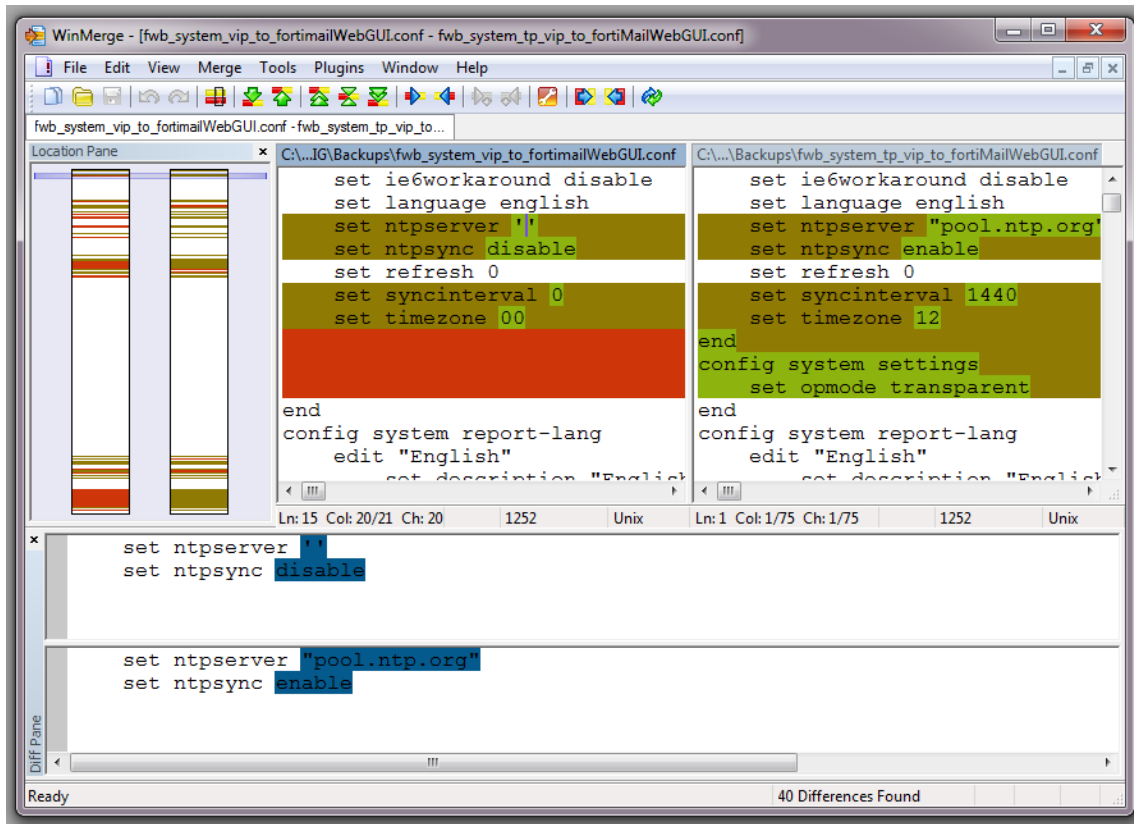 WinMerge - [fwb_system_vip_to_fortimailWebGUI.conf - fwb_system_tp_vip_to_fortiMailWebGUI.conf]
File Edit View Merge Tools Plugins Window Help
fwb_system_vip_to_fortimailWebGUI.conf - fwb_system_tp_vip_to...
Location Pane
C:\...IG\Backups\fwb_system_vip_to_fortimailWebGUI.conf
set ie6workaround disable
set language english
set ntpserver ''
set ntpsync disable
set refresh 0
set syncinterval 0
set timezone 00
end
config system report-lang
edit "English"
set description "English
Ln: 15 Col: 20/21 Ch: 20 1252 Unix
C:\...\Backups\fwb_system_tp_vip_to_fortiMailWebGUI.conf
set ie6workaround disable
set language english
set ntpserver "pool.ntp.org"
set ntpsync enable
set refresh 0
set syncinterval 1440
set timezone 12
end
config system settings
set opmode transparent
end
config system report-lang
edit "English"
set description "English
Ln: 1 Col: 1/75 Ch: 1/75 1252 Unix
Diff Pane
set ntpserver ''
set ntpsync disable
set ntpserver "pool.ntp.org"
set ntpsync enable
Ready 40 Differences Found